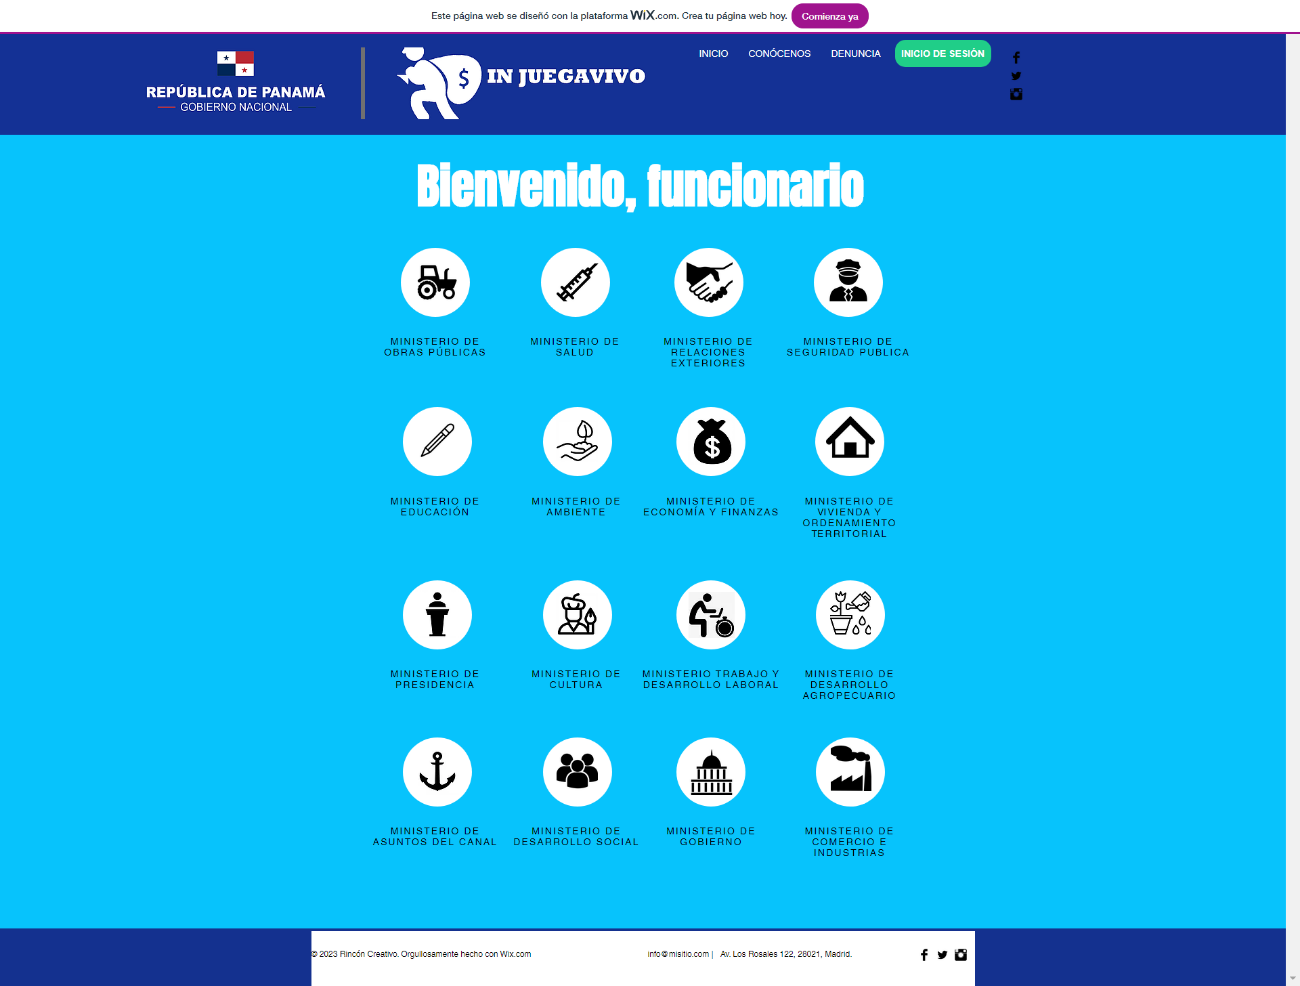 Este página web se diseñó con la plataforma WiX.com. Crea tu página web hoy. Comienza ya
INICIO CONÓCENOS DENUNCIA INICIO DE SESIÓN
REPÚBLICA DE PANAMÁ
GOBIERNO NACIONAL
$ IN JUEGAVIVO
Bienvenido, funcionario
MINISTERIO DE
OBRAS PÚBLICAS
MINISTERIO DE
SALUD
MINISTERIO DE
RELACIONES
EXTERIORES
MINISTERIO DE
SEGURIDAD PUBLICA
MINISTERIO DE
EDUCACIÓN
MINISTERIO DE
AMBIENTE
$
MINISTERIO DE
ECONOMÍA Y FINANZAS
MINISTERIO DE
VIVIENDA Y
ORDENAMIENTO
TERRITORIAL
MINISTERIO DE
PRESIDENCIA
MINISTERIO DE
CULTURA
MINISTERIO TRABAJO Y
DESARROLLO LABORAL
MINISTERIO DE
DESARROLLO
AGROPECUARIO
MINISTERIO DE
ASUNTOS DEL CANAL
MINISTERIO DE
DESARROLLO SOCIAL
MINISTERIO DE
GOBIERNO
MINISTERIO DE
COMERCIO E
INDUSTRIAS
© 2023 Rincón Creativo. Orgullosamente hecho con Wix.com
info@misitio.com | Av. Los Rosales 122, 28021, Madrid.